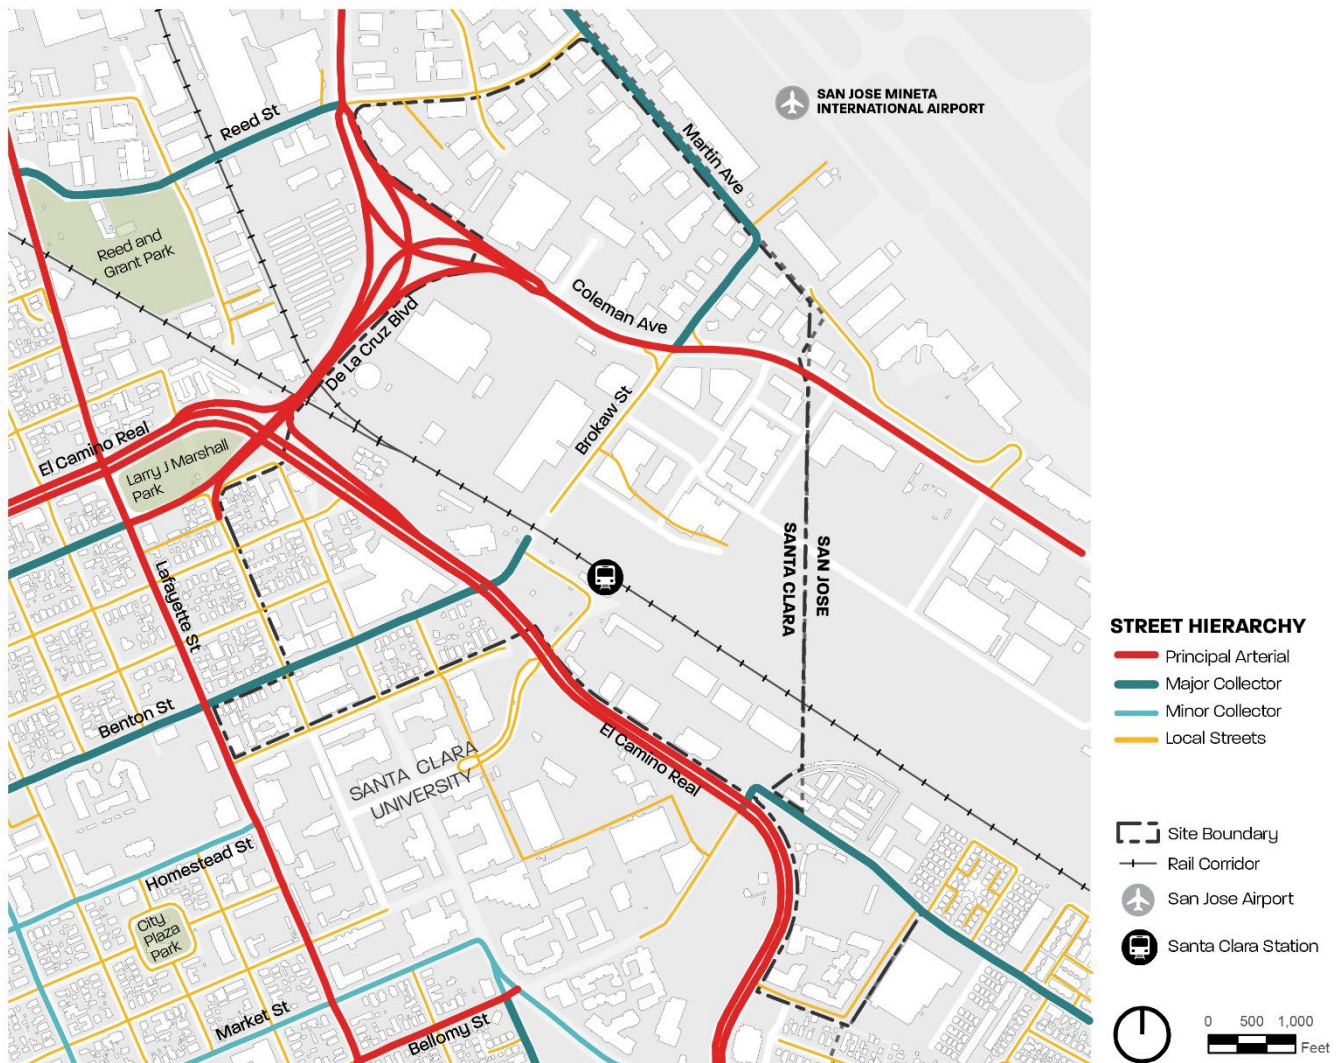 SAN JOSE MINETA
INTERNATIONAL AIRPORT
Reed St
Martin Ave
Reed and
Grant Park
Coleman Ave
De La Cruz Blvd
Brokaw St
El Camino Real
Larry J Marshall
Park
SAN JOSE
SANTA CLARA
Lafayette St
Benton St
SANTA CLARA
UNIVERSITY
El Camino Real
Homestead St
City
Plaza
Park
Market St
Bellomy St
STREET HIERARCHY
Principal Arterial
Major Collector
Minor Collector
Local Streets
Site Boundary
Rail Corridor
San Jose Airport
Santa Clara Station
0 500 1,000
Feet